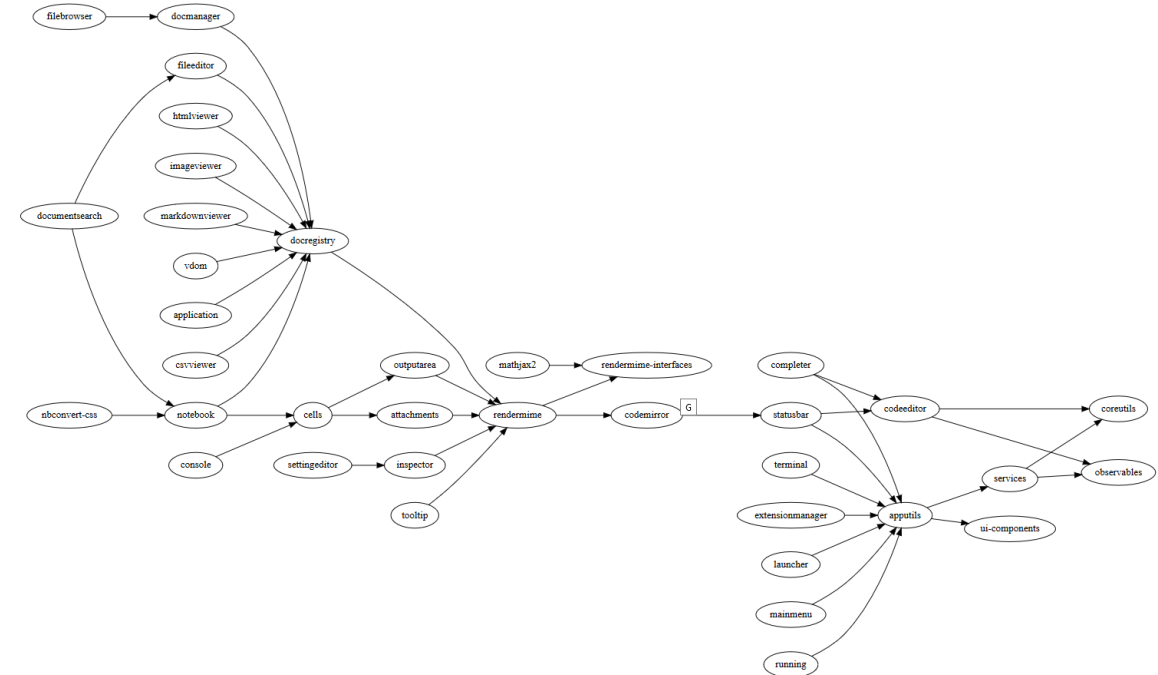 filebrowser
docmanager
fileeditor
htmlviewer
imageviewer
documentsearch
markdownviewer
docregistry
vdom
application
csvviewer
outputarea
mathjax2
rendermime-interfaces
completer
nbconvert-css
notebook
cells
attachments
rendermime
codemirror
G
statusbar
codeeditor
coreutils
console
settingeditor
inspector
terminal
services
observables
tooltip
extensionmanager
apputils
ui-components
launcher
mainmenu
running